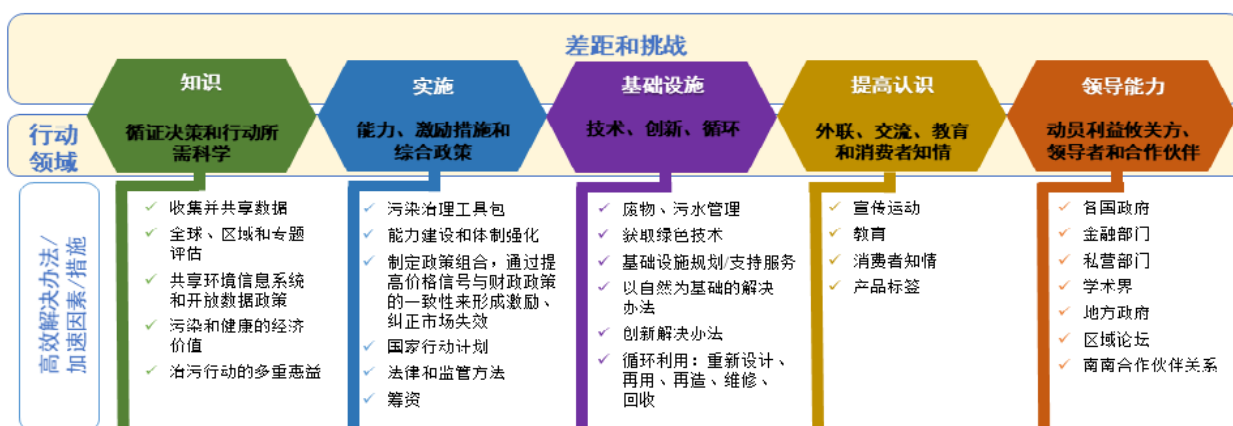 差距和挑战
知识
实施
基础设施
提高认识
领导能力
行动
领域
循证决策和行动所
需科学
能力、激励措施和
综合政策
技术、创新、循环
外联、交流、教育
和消费者知情
动员利益攸关方、
领导者和合作伙伴
高效解决办法/
加速因素/措施
收集并共享数据
全球、区域和专题
评估
共享环境信息系统
和开放数据政策
污染和健康的经济
价值
治污行动的多重惠益
污染治理工具包
能力建设和体制强化
制定政策组合，通过提
高价格信号与财政政策
的一致性来形成激励、
纠正市场失效
国家行动计划
法律和监管方法
筹资
废物、污水管理
获取绿色技术
基础设施规划/支持服务
以自然为基础的解决
办法
创新解决办法
循环利用：重新设计、
再用、再造、维修、
回收
宣传运动
教育
消费者知情
产品标签
各国政府
金融部门
私营部门
学术界
地方政府
区域论坛
南南合作伙伴关系